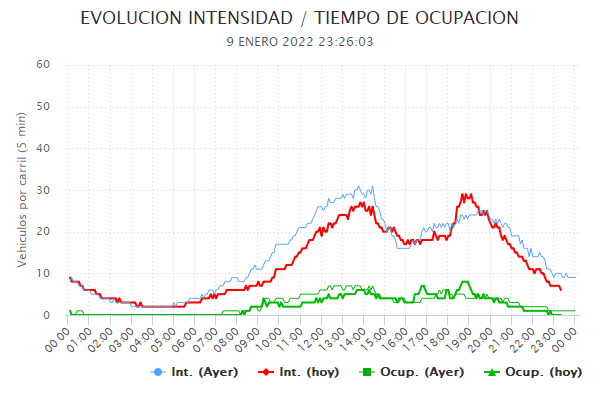 EVOLUCION INTENSIDAD / TIEMPO DE OCUPACION
9 ENERO 2022 23:26:03
Vehiculos por carril (5 min)
60
50
40
30
20
10
0
00:00 01:00 02:00 03:00 04:00 05:00 06:00 07:00 08:00 09:00 10:00 11:00 12:00 13:00 14:00 15:00 16:00 17:00 18:00 19:00 20:00 21:00 22:00 23:00 00:00
Int. (Ayer) Int. (hoy) Ocup. (Ayer) Ocup. (hoy)